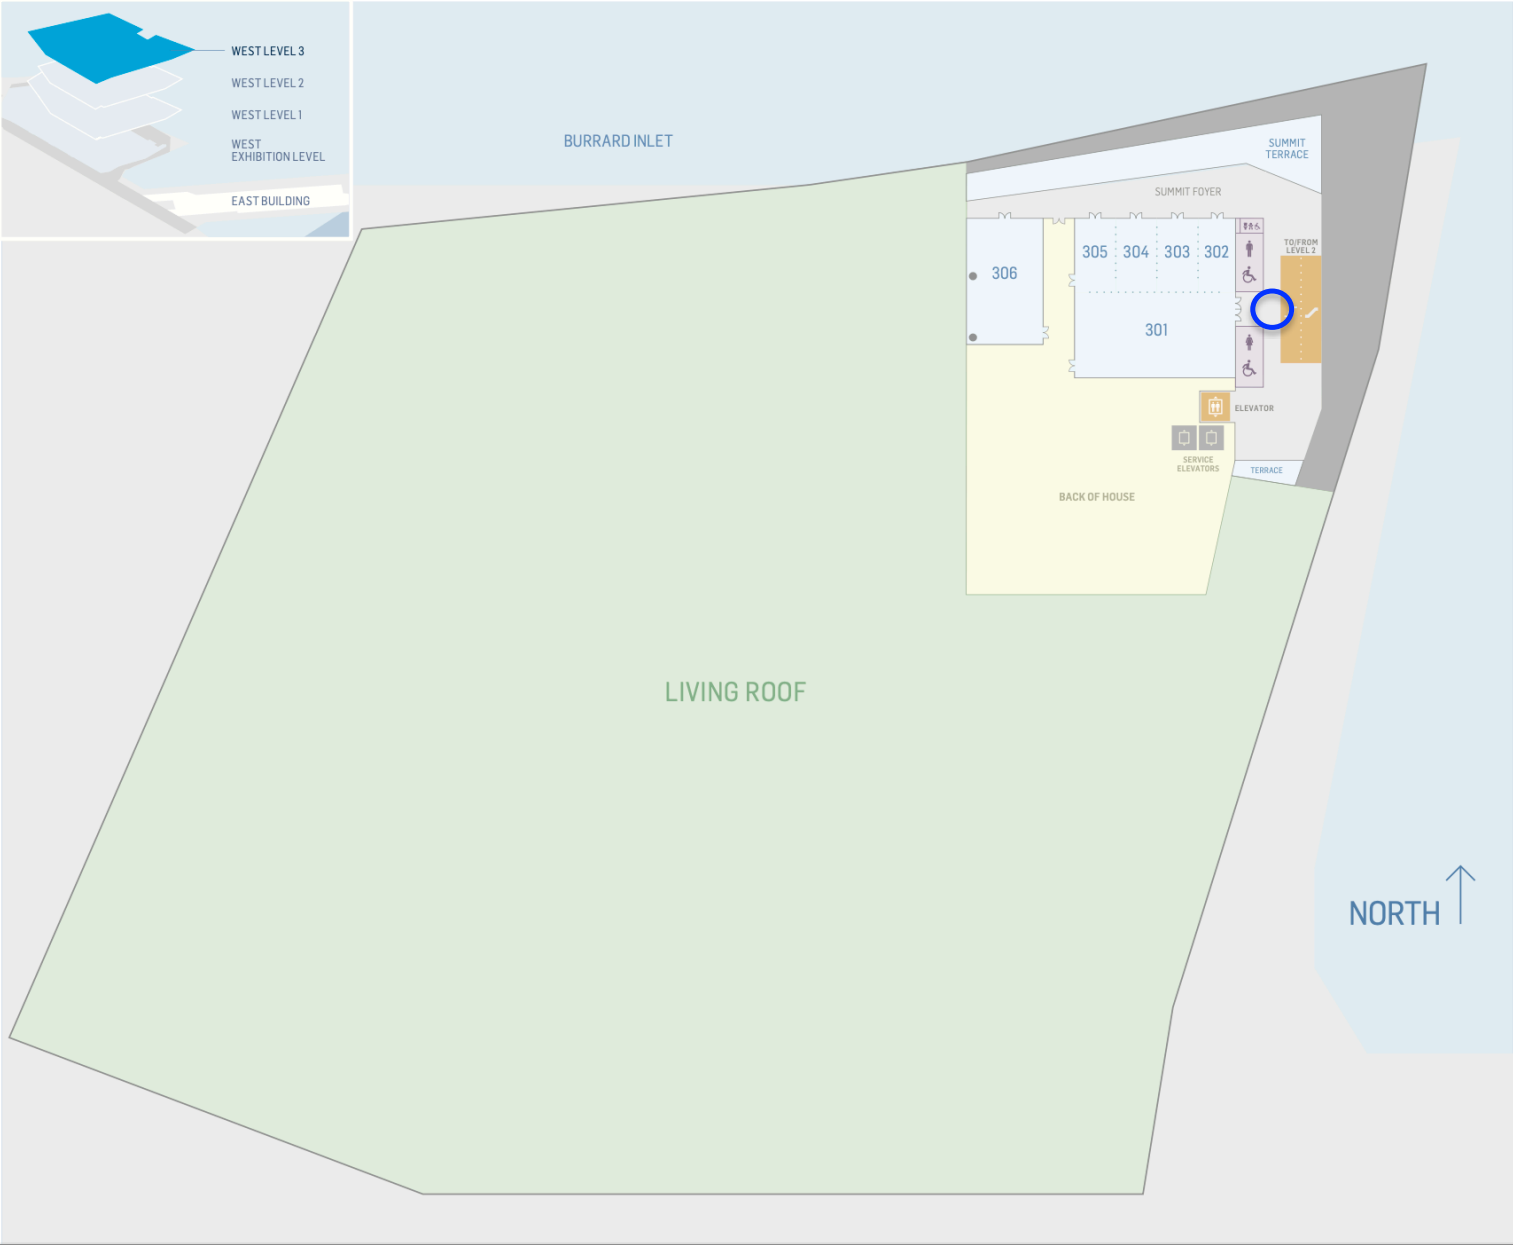 WEST LEVEL 3
WEST LEVEL 2
WEST LEVEL 1
WEST
EXHIBITION LEVEL
EAST BUILDING
BURRARD INLET
SUMMIT
TERRACE
SUMMIT FOYER
TO/FROM
LEVEL 2
305
304
303
302
306
301
ELEVATOR
SERVICE
ELEVATORS
TERRACE
BACK OF HOUSE
LIVING ROOF
NORTH